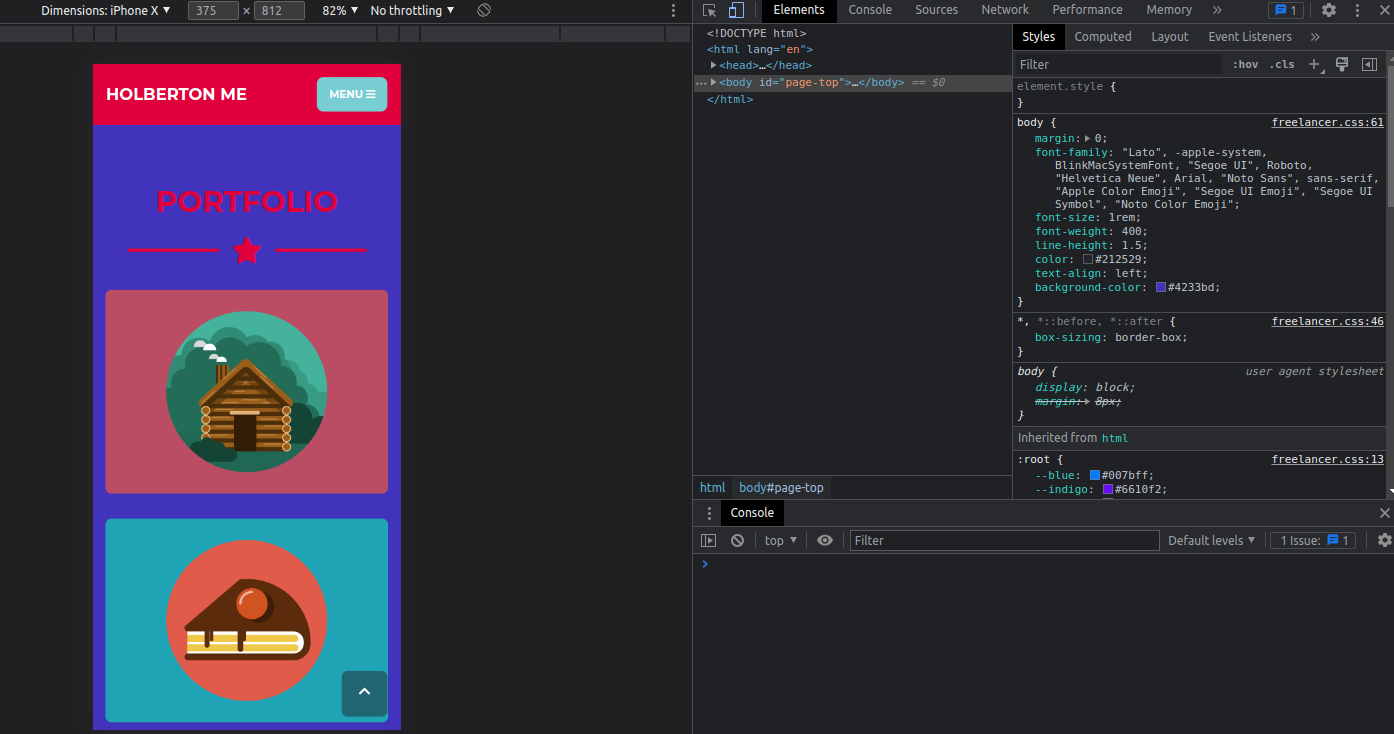 Dimensions: iPhone X ▼ 375 × 812 82% ▼ No throttling ▼
HOLBERTON ME
MENU
PORTFOLIO
Elements Console Sources Network Performance Memory » 1
<!DOCTYPE html>
<html lang="en">
<head>…</head>
<body id="page-top">…</body> == $0
</html>
html body#page-top
Styles Computed Layout Event Listeners »
Filter :hov .cls
element.style {
}
body { freelancer.css:61
margin: 0;
font-family: "Lato", -apple-system,
BlinkMacSystemFont, "Segoe UI", Roboto,
"Helvetica Neue", Arial, "Noto Sans", sans-serif,
"Apple Color Emoji", "Segoe UI Emoji", "Segoe UI
Symbol", "Noto Color Emoji";
font-size: 1rem;
font-weight: 400;
line-height: 1.5;
color: #212529;
text-align: left;
background-color: #4233bd;
}
*, *::before, *::after { freelancer.css:46
box-sizing: border-box;
}
body { user agent stylesheet
display: block;
margin: 8px;
}
Inherited from html
:root { freelancer.css:13
--blue: #007bff;
--indigo: #6610f2;
Console
top ▼ Filter Default levels ▼ 1 Issue: 1